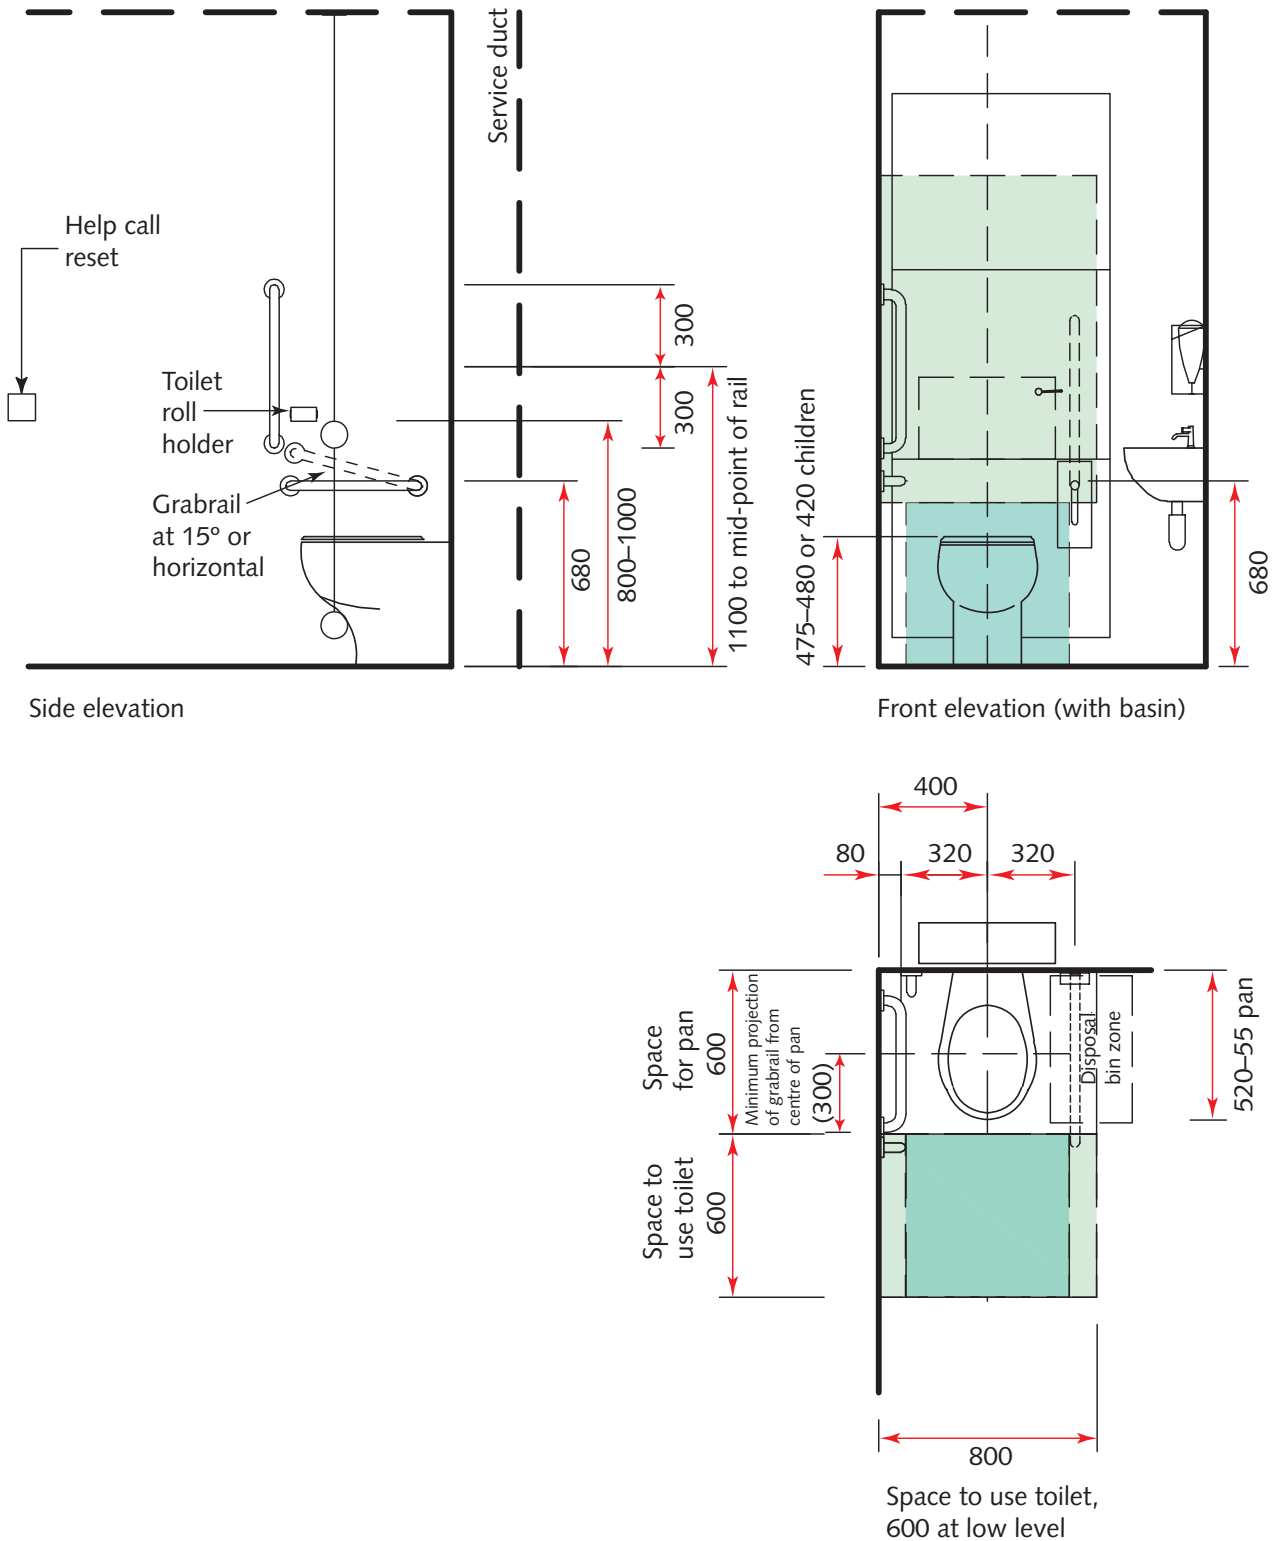 Service duct
Help call
reset
Toilet
roll
holder
Grabrail
at 15º or
horizontal
300
300
680
800–1000
1100 to mid-point of rail
475–480 or 420 children
680
Side elevation
Front elevation (with basin)
400
80
320
320
Space
for pan
600
Minimum projection
of grabrail from
centre of pan
(300)
Disposal
bin zone
520–55 pan
Space to
use toilet
600
800
Space to use toilet,
600 at low level